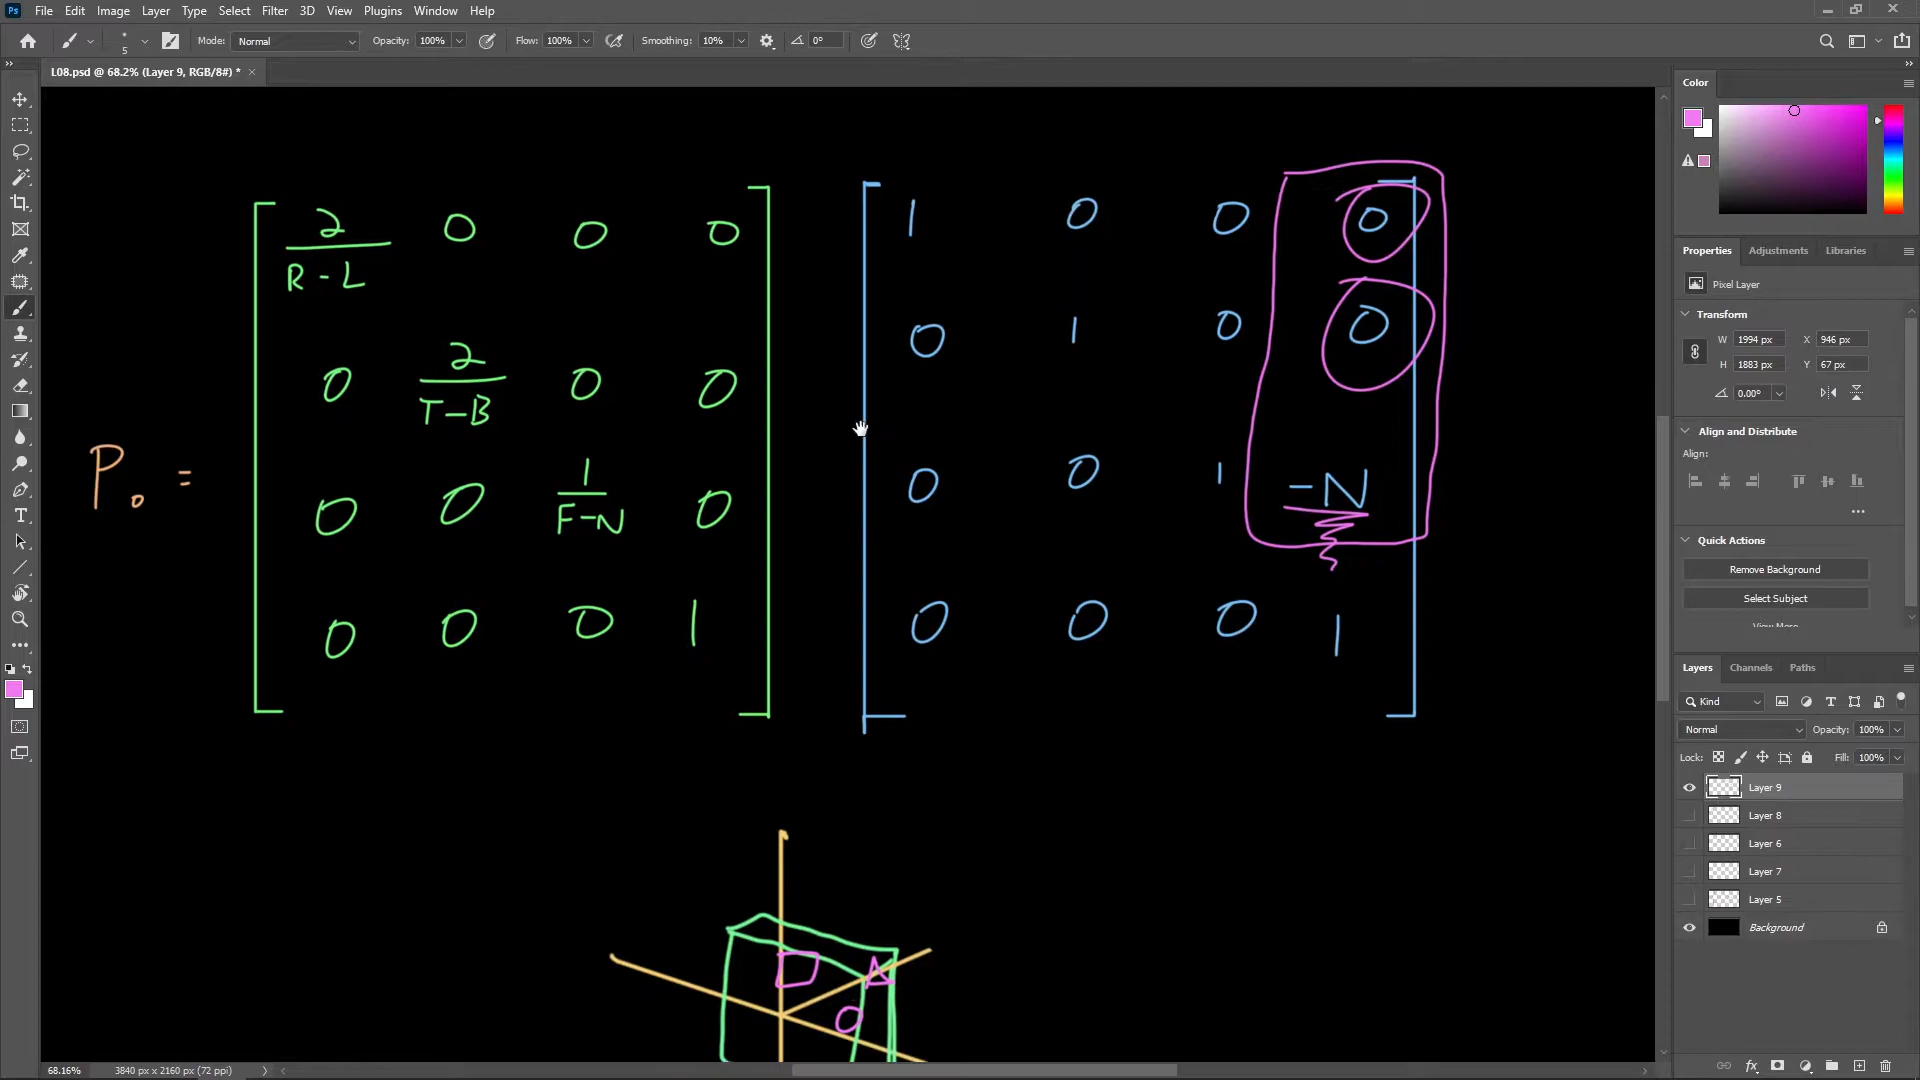 Ps File Edit Image Layer Type Select Filter 3D View Plugins Window Help
5 Mode: Normal Opacity: 100% Flow: 100% Smoothing: 10% 0°
L08.psd @ 68.2% (Layer 9, RGB/8#) * ×
P₀ =
2/(R-L) 0 0 0
0 2/(T-B) 0 0
0 0 1/(F-N) 0
0 0 0 1
1 0 0 0
0 1 0 0
0 0 1 -N
0 0 0 1
Color
Properties Adjustments Libraries
Pixel Layer
Transform
W 1994 px X 946 px
H 1883 px Y 67 px
0.00°
Align and Distribute
Align:
Quick Actions
Remove Background
Select Subject
View More
Layers Channels Paths
Kind
Normal Opacity: 100%
Lock: Fill: 100%
Layer 9
Layer 8
Layer 6
Layer 7
Layer 5
Background
68.16% 3840 px x 2160 px (72 ppi)